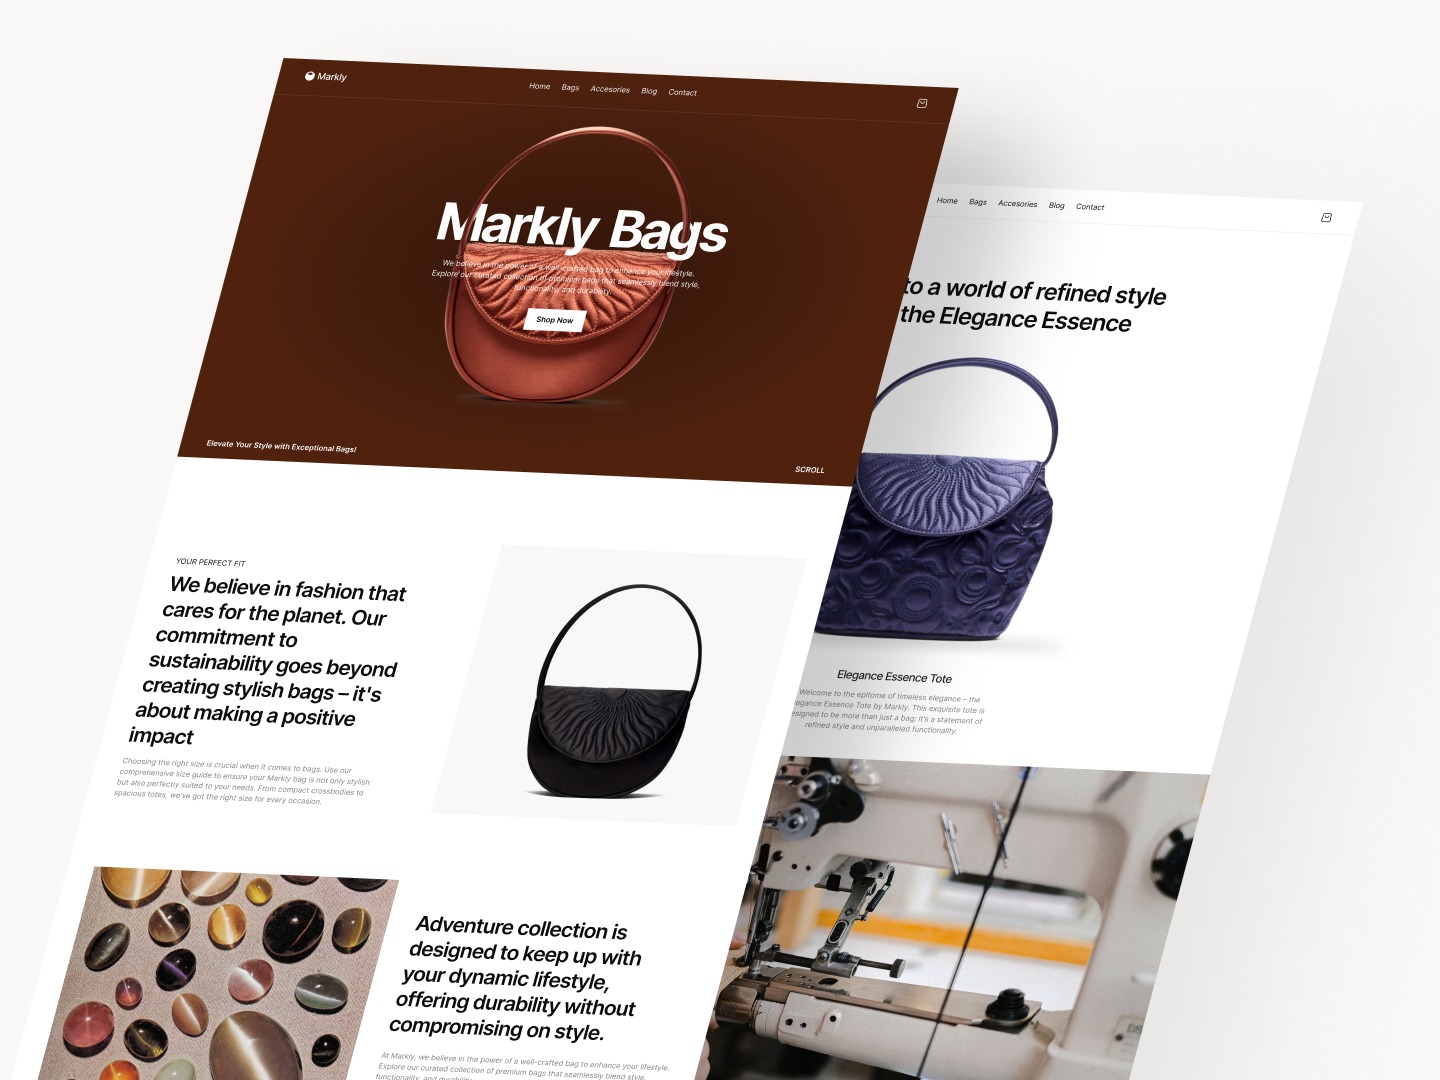 Markly
Home Bags Accesories Blog Contact
Markly Bags
We believe in the power of a well-crafted bag to enhance your lifestyle.
Explore our curated collection of premium bags that seamlessly blend style,
functionality, and durability.
Shop Now
Elevate Your Style with Exceptional Bags!
SCROLL
YOUR PERFECT FIT
We believe in fashion that
cares for the planet. Our
commitment to
sustainability goes beyond
creating stylish bags – it's
about making a positive
impact
Choosing the right size is crucial when it comes to bags. Use our
comprehensive size guide to ensure your Markly bag is not only stylish
but also perfectly suited to your needs. From compact crossbodies to
spacious totes, we've got the right size for every occasion.
Adventure collection is
designed to keep up with
your dynamic lifestyle,
offering durability without
compromising on style.
At Markly, we believe in the power of a well-crafted bag to enhance your lifestyle.
Explore our curated collection of premium bags that seamlessly blend style,
functionality, and durability.
Home Bags Accesories Blog Contact
to a world of refined style
the Elegance Essence
Elegance Essence Tote
Welcome to the epitome of timeless elegance – the
egance Essence Tote by Markly. This exquisite tote is
esigned to be more than just a bag; it's a statement of
refined style and unparalleled functionality.